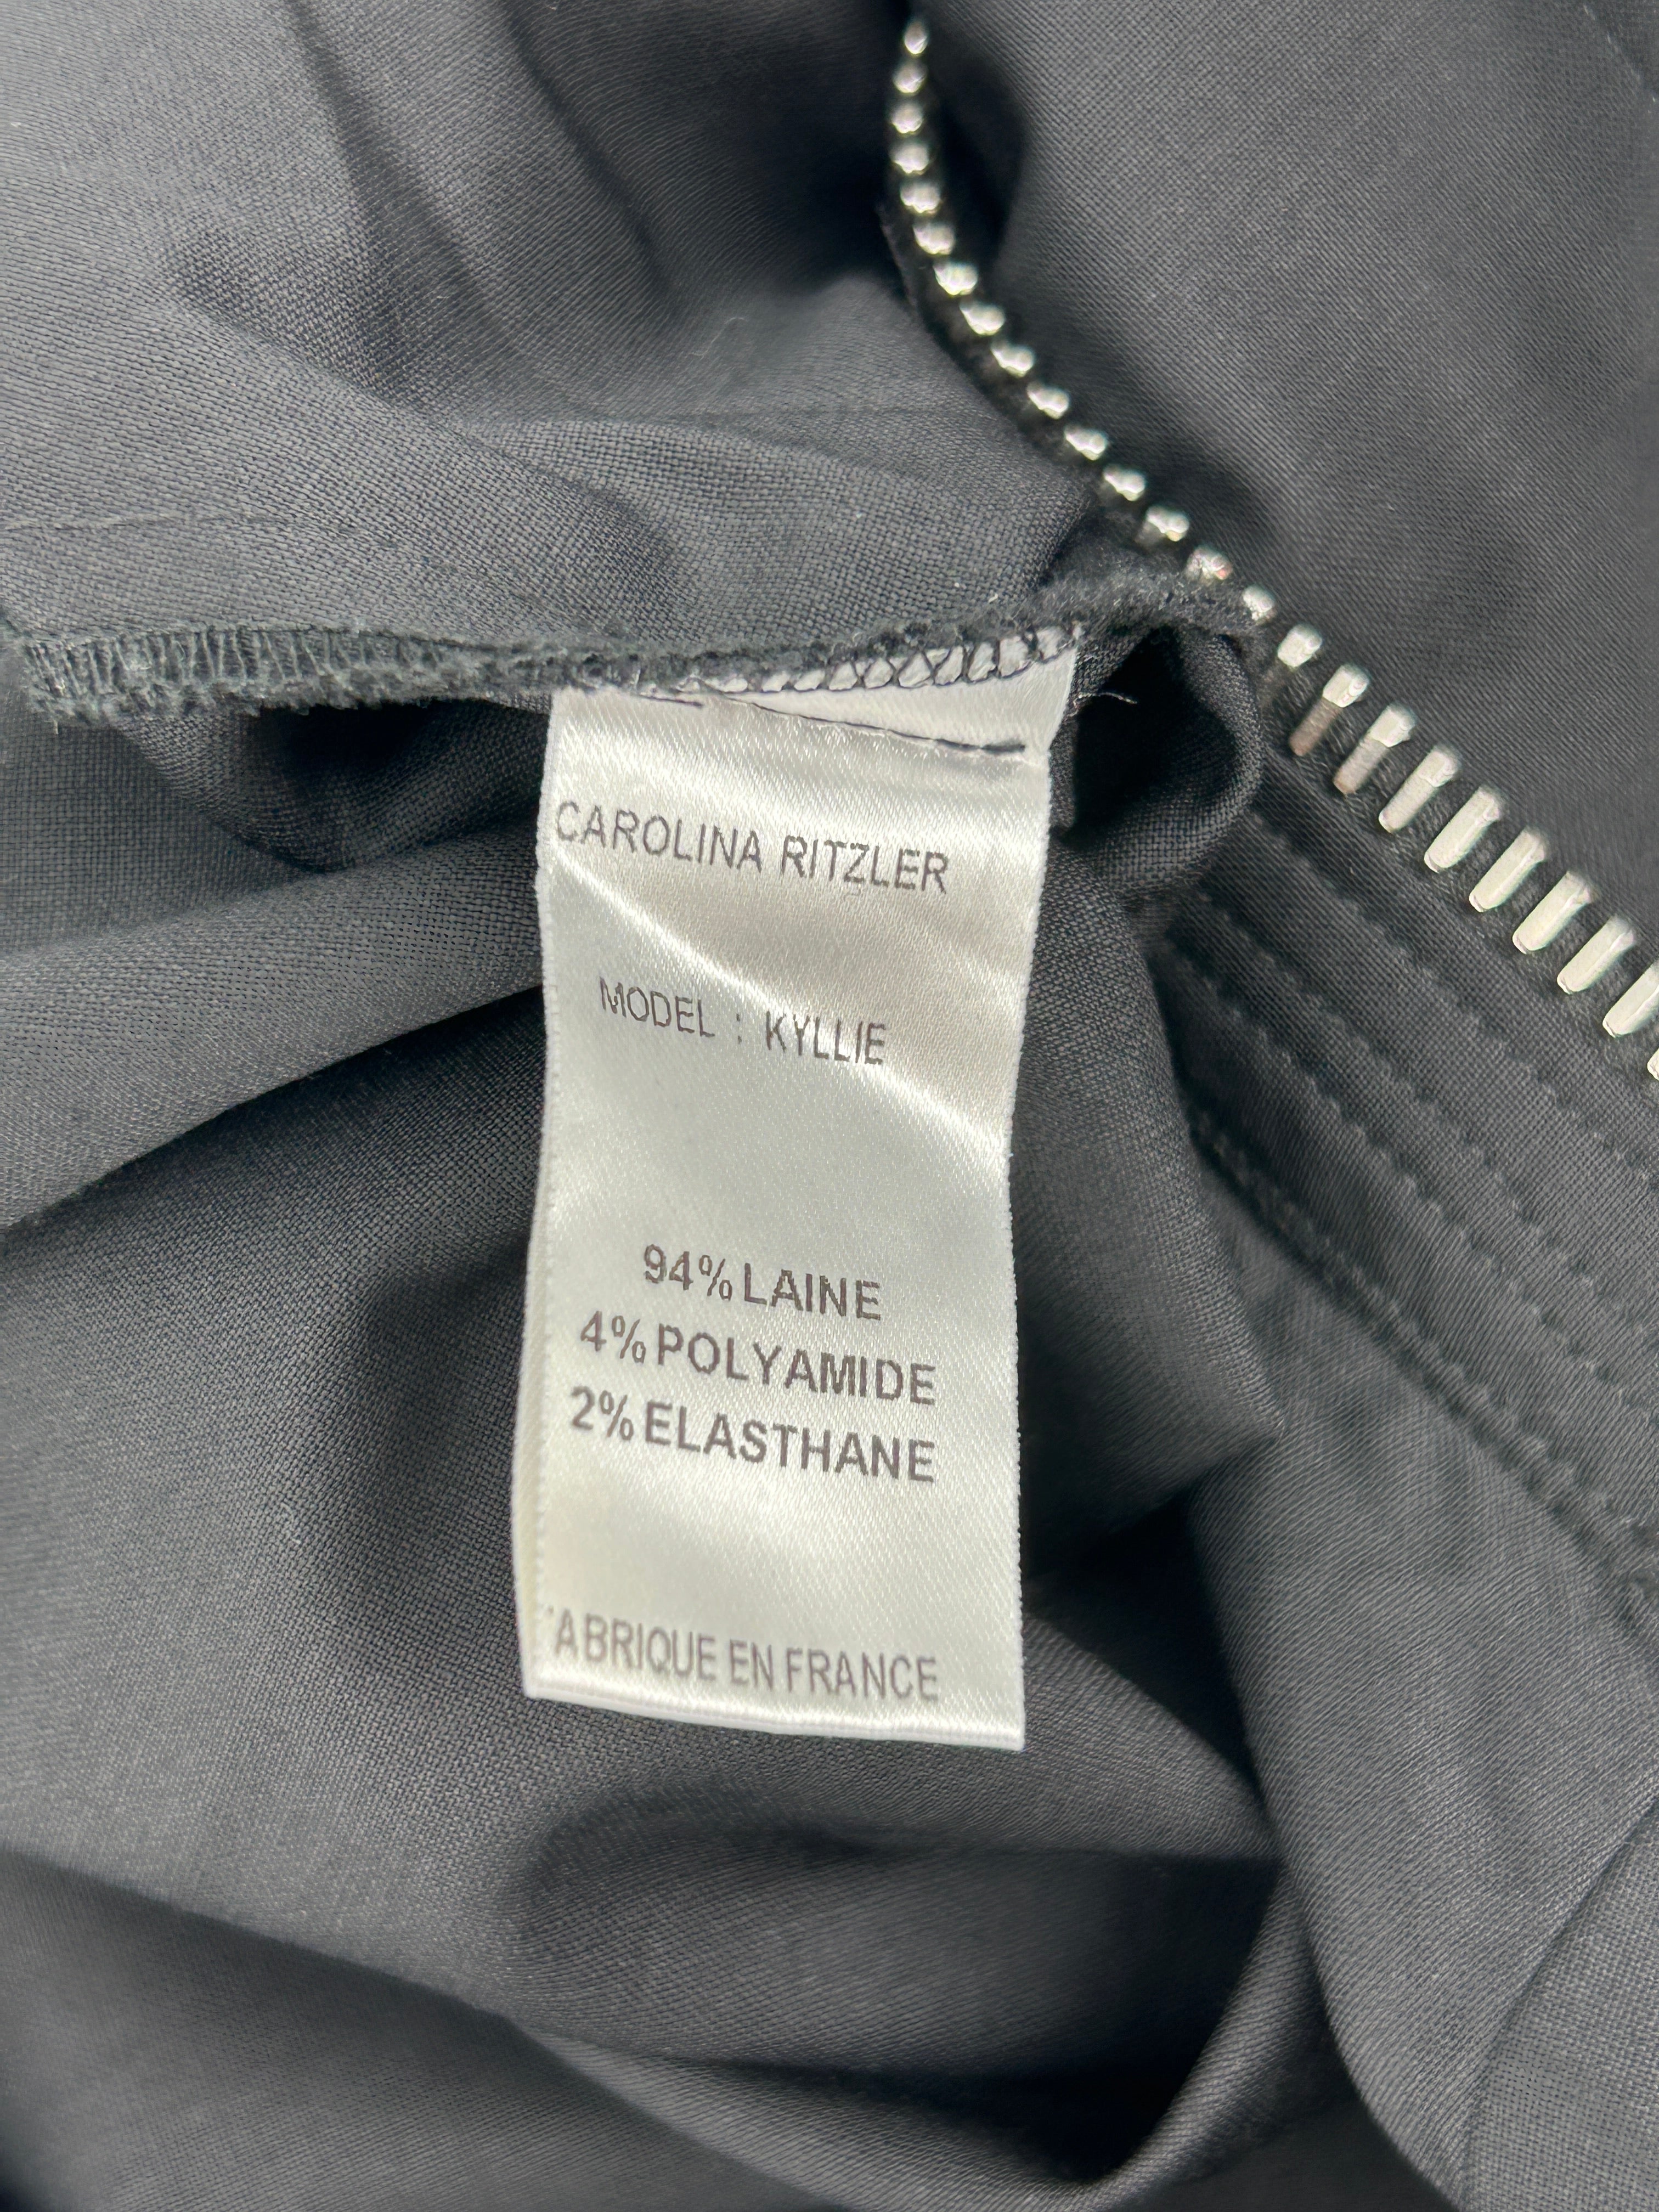 CAROLINA RITZLER
MODEL : KYLLIE
94% LAINE
4% POLYAMIDE
2% ELASTHANE
ABRIQUE EN FRANCE